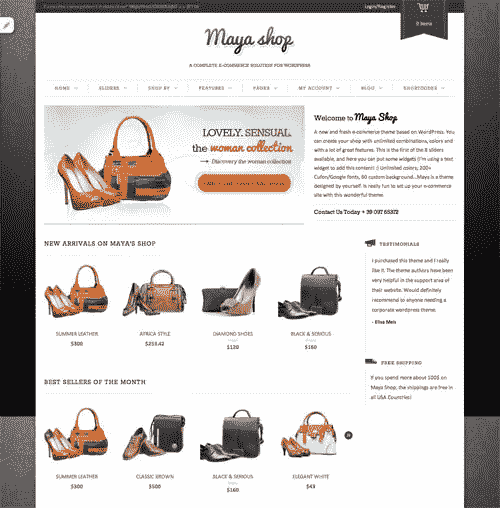 Login/Register
0 items
Maya shop
A COMPLETE E-COMMERCE SOLUTION FOR WORDPRESS
HOME
SLIDERS
SHOP BY
FEATURES
PAGES
MY ACCOUNT
BLOG
SHORTCODES
LOVELY. SENSUAL.
the woman collection
Discovery the woman collection
Welcome to Maya Shop
A new and fresh e-commerce theme based on WordPress. You
can create your shop with unlimited combinations, colors and
with a lot of great features. This is the first of the 8 sliders
available, and here you can put some widgets (I'm using a text
widget to add this content! :) Unlimited colors, 200+
Cufon/Google fonts, 80 custom background...Maya is a theme
designed by yourself. Is really fun to set up your e-commerce
site with this wonderful theme
Contact Us Today + 39 097 65372
NEW ARRIVALS ON MAYA'S SHOP
SUMMER LEATHER
$300
AFRICA STYLE
$253.42
DIAMOND SHOES
$120
BLACK & SERIOUS
$160
TESTIMONIALS
I purchased this theme and I really
like it. The theme authors have been
very helpful in the support area of
their website. Would definitely
recommend to anyone needing a
corporate wordpress theme.
- Elisa Meis
FREE SHIPPING
If you spend more about 100$ on
Maya Shop, the shippings are free in
all USA Countries!
BEST SELLERS OF THE MONTH
SUMMER LEATHER
$300
CLASSIC BROWN
$500
BLACK & SERIOUS
$160
ELEGANT WHITE
$43